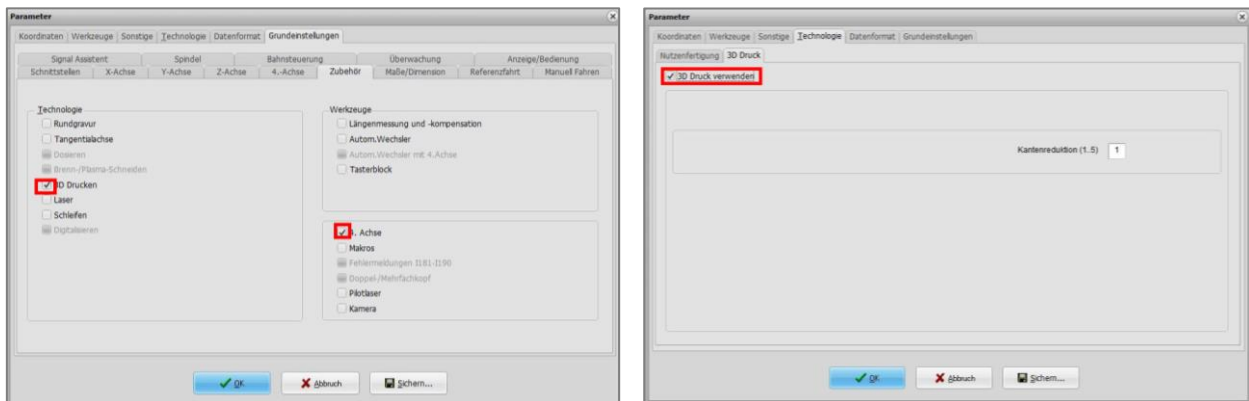 Parameter
Koordinaten Werkzeuge Sonstige Technologie Datenformat Grundeinstellungen
Signal Assistent Spindel Bahnsteuerung Überwachung Anzeige/Bedienung
Schnittstellen X-Achse Y-Achse Z-Achse 4.-Achse Zubehör Maße/Dimension Referenzfahrt Manuell Fahren
Technologie
Rundgravur
Tangentialachse
Dosieren
Brenn-/Plasma-Schneiden
3D Drucken
Laser
Schleifen
Digitalisieren
Werkzeuge
Längenmessung und -kompensation
Autom.Wechsler
Autom.Wechsler mit 4.Achse
Tasterblock
4. Achse
Makros
Fehlermeldungen I181-I196
Doppel-/Mehrfachkopf
Pilotlaser
Kamera
OK Abbruch Sichern...
Parameter
Koordinaten Werkzeuge Sonstige Technologie Datenformat Grundeinstellungen
Nutzenfertigung 3D Druck
3D Druck verwenden
Kantenreduktion (1..5) 1
OK Abbruch Sichern...